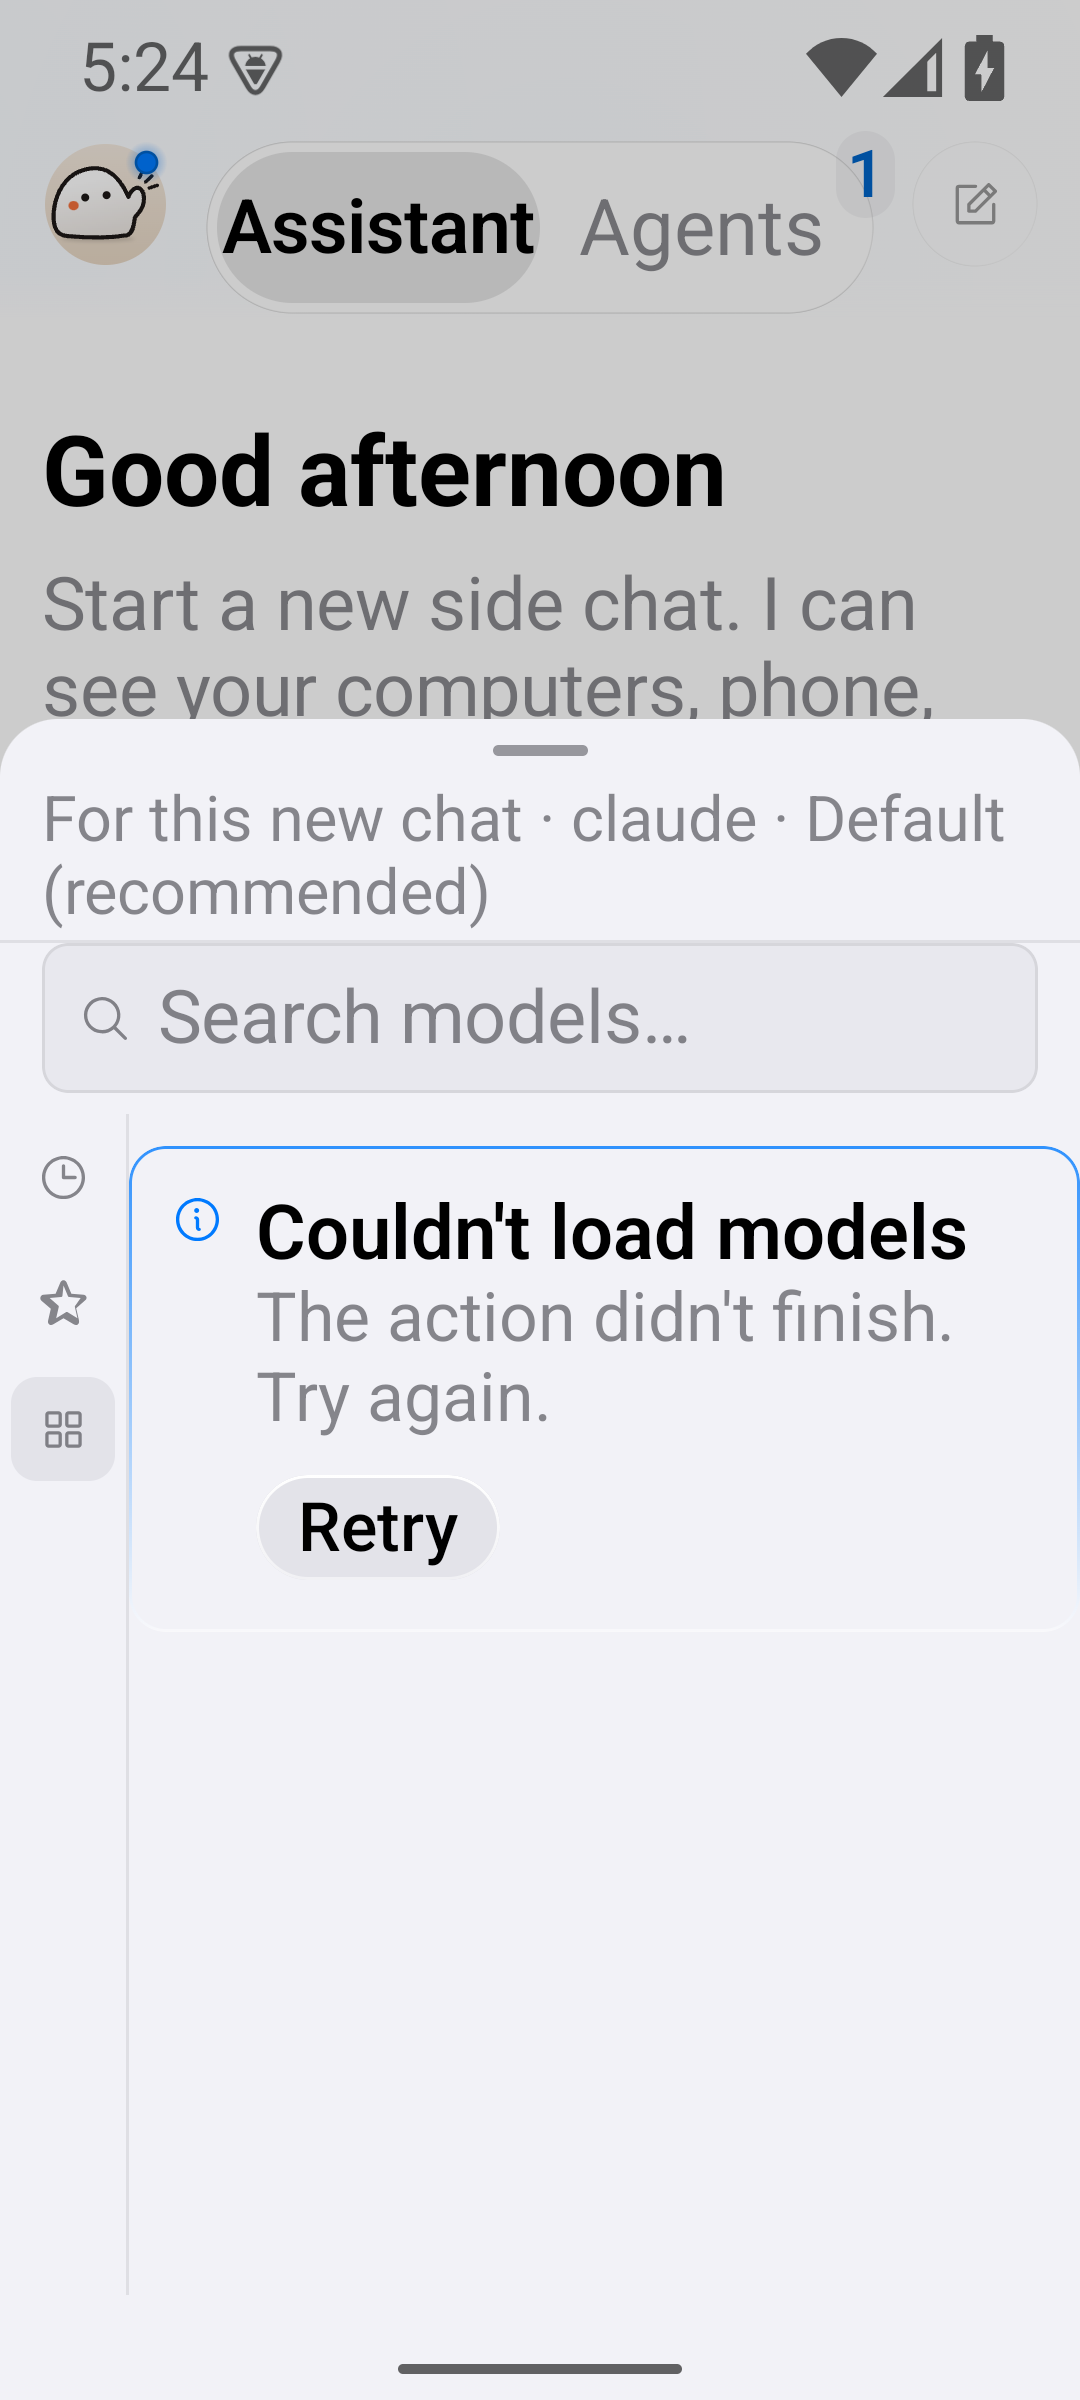 5:24
Assistant
Agents
1
Good afternoon
Start a new side chat. I can
see your computers, phone,
For this new chat · claude · Default
(recommended)
Search models…
Couldn't load models
The action didn't finish.
Try again.
Retry